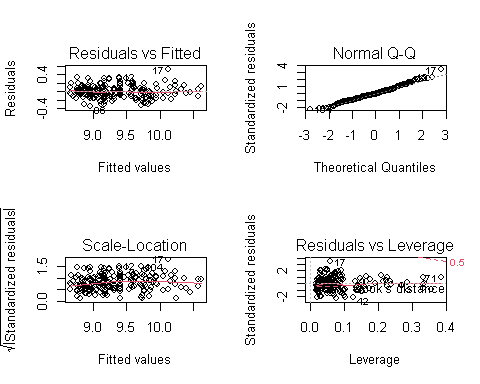 Residuals vs Fitted
Residuals
-0.4 0.4
17
9.0 9.5 10.0
Fitted values
Normal Q-Q
Standardized residuals
-2 2 4
17
-3 -2 -1 0 1 2 3
Theoretical Quantiles
Scale-Location
√|Standardized residuals|
0.0 1.5
17
9.0 9.5 10.0
Fitted values
Residuals vs Leverage
Standardized residuals
-2 2
17
71
0.5
Cook's distance
42
0.0 0.1 0.2 0.3 0.4
Leverage